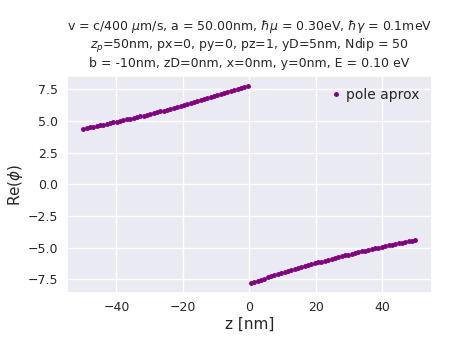 v = c/400 μm/s, a = 50.00nm, ℏμ = 0.30eV, ℏγ = 0.1meV
z_p=50nm, px=0, py=0, pz=1, yD=5nm, Ndip = 50
b = -10nm, zD=0nm, x=0nm, y=0nm, E = 0.10 eV
pole aprox
Re(ϕ)
7.5
5.0
2.5
0.0
−2.5
−5.0
−7.5
−40
−20
0
20
40
z [nm]